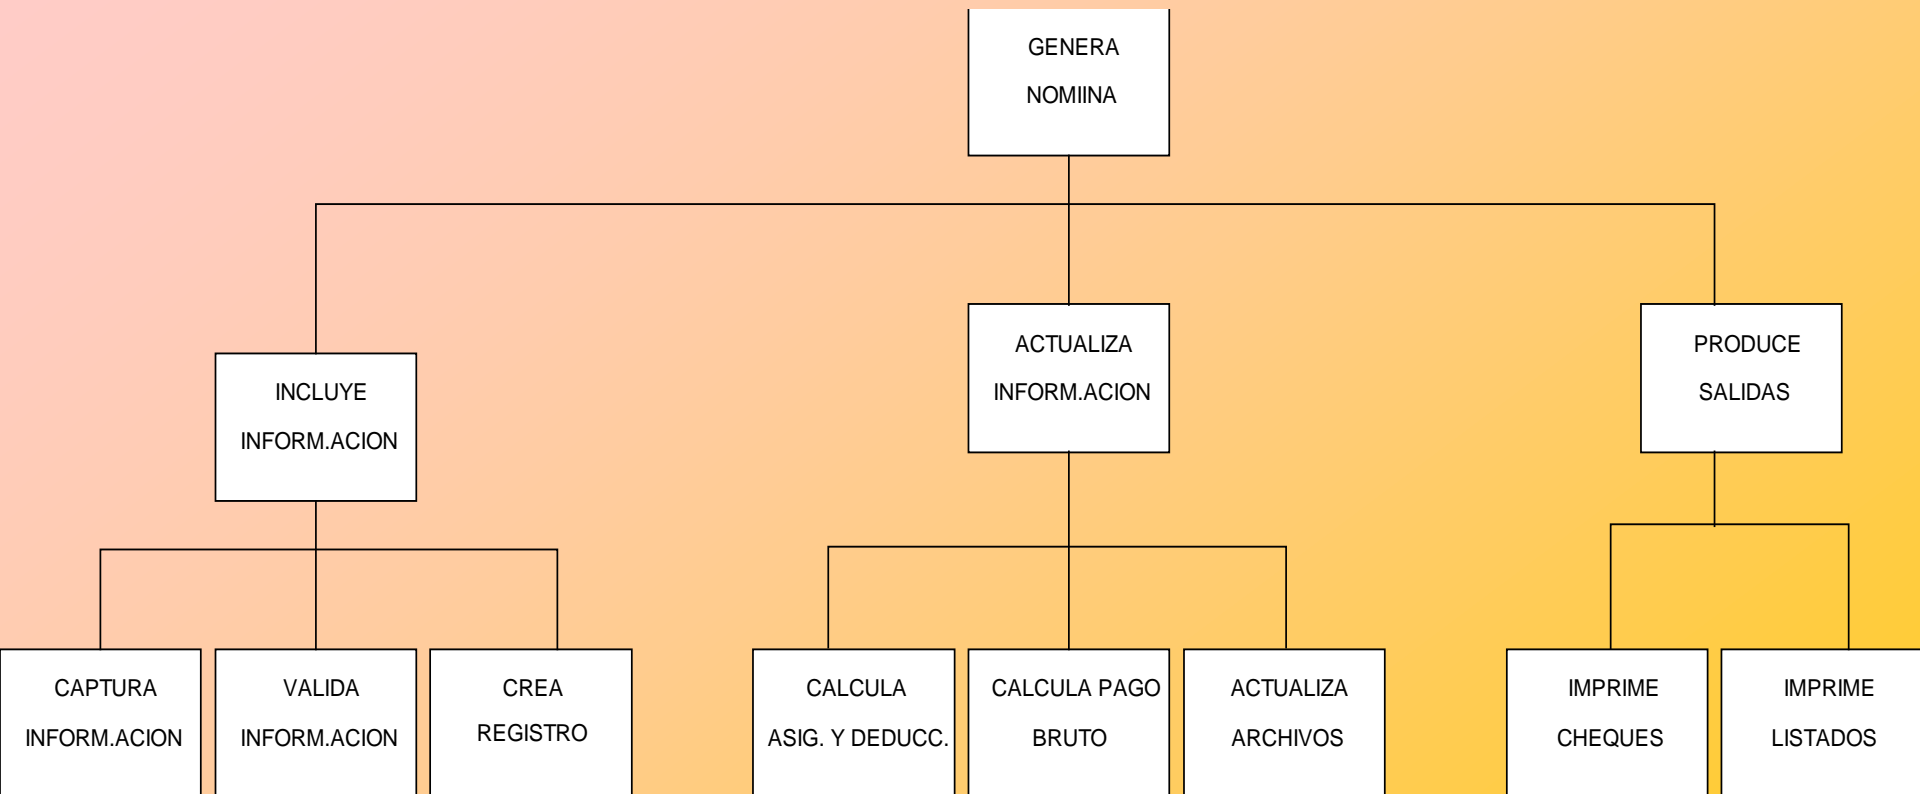 GENERA
NOMIINA
INCLUYE
INFORM.ACION
ACTUALIZA
INFORM.ACION
PRODUCE
SALIDAS
CAPTURA
INFORM.ACION
VALIDA
INFORM.ACION
CREA
REGISTRO
CALCULA
ASIG. Y DEDUCC.
CALCULA PAGO
BRUTO
ACTUALIZA
ARCHIVOS
IMPRIME
CHEQUES
IMPRIME
LISTADOS